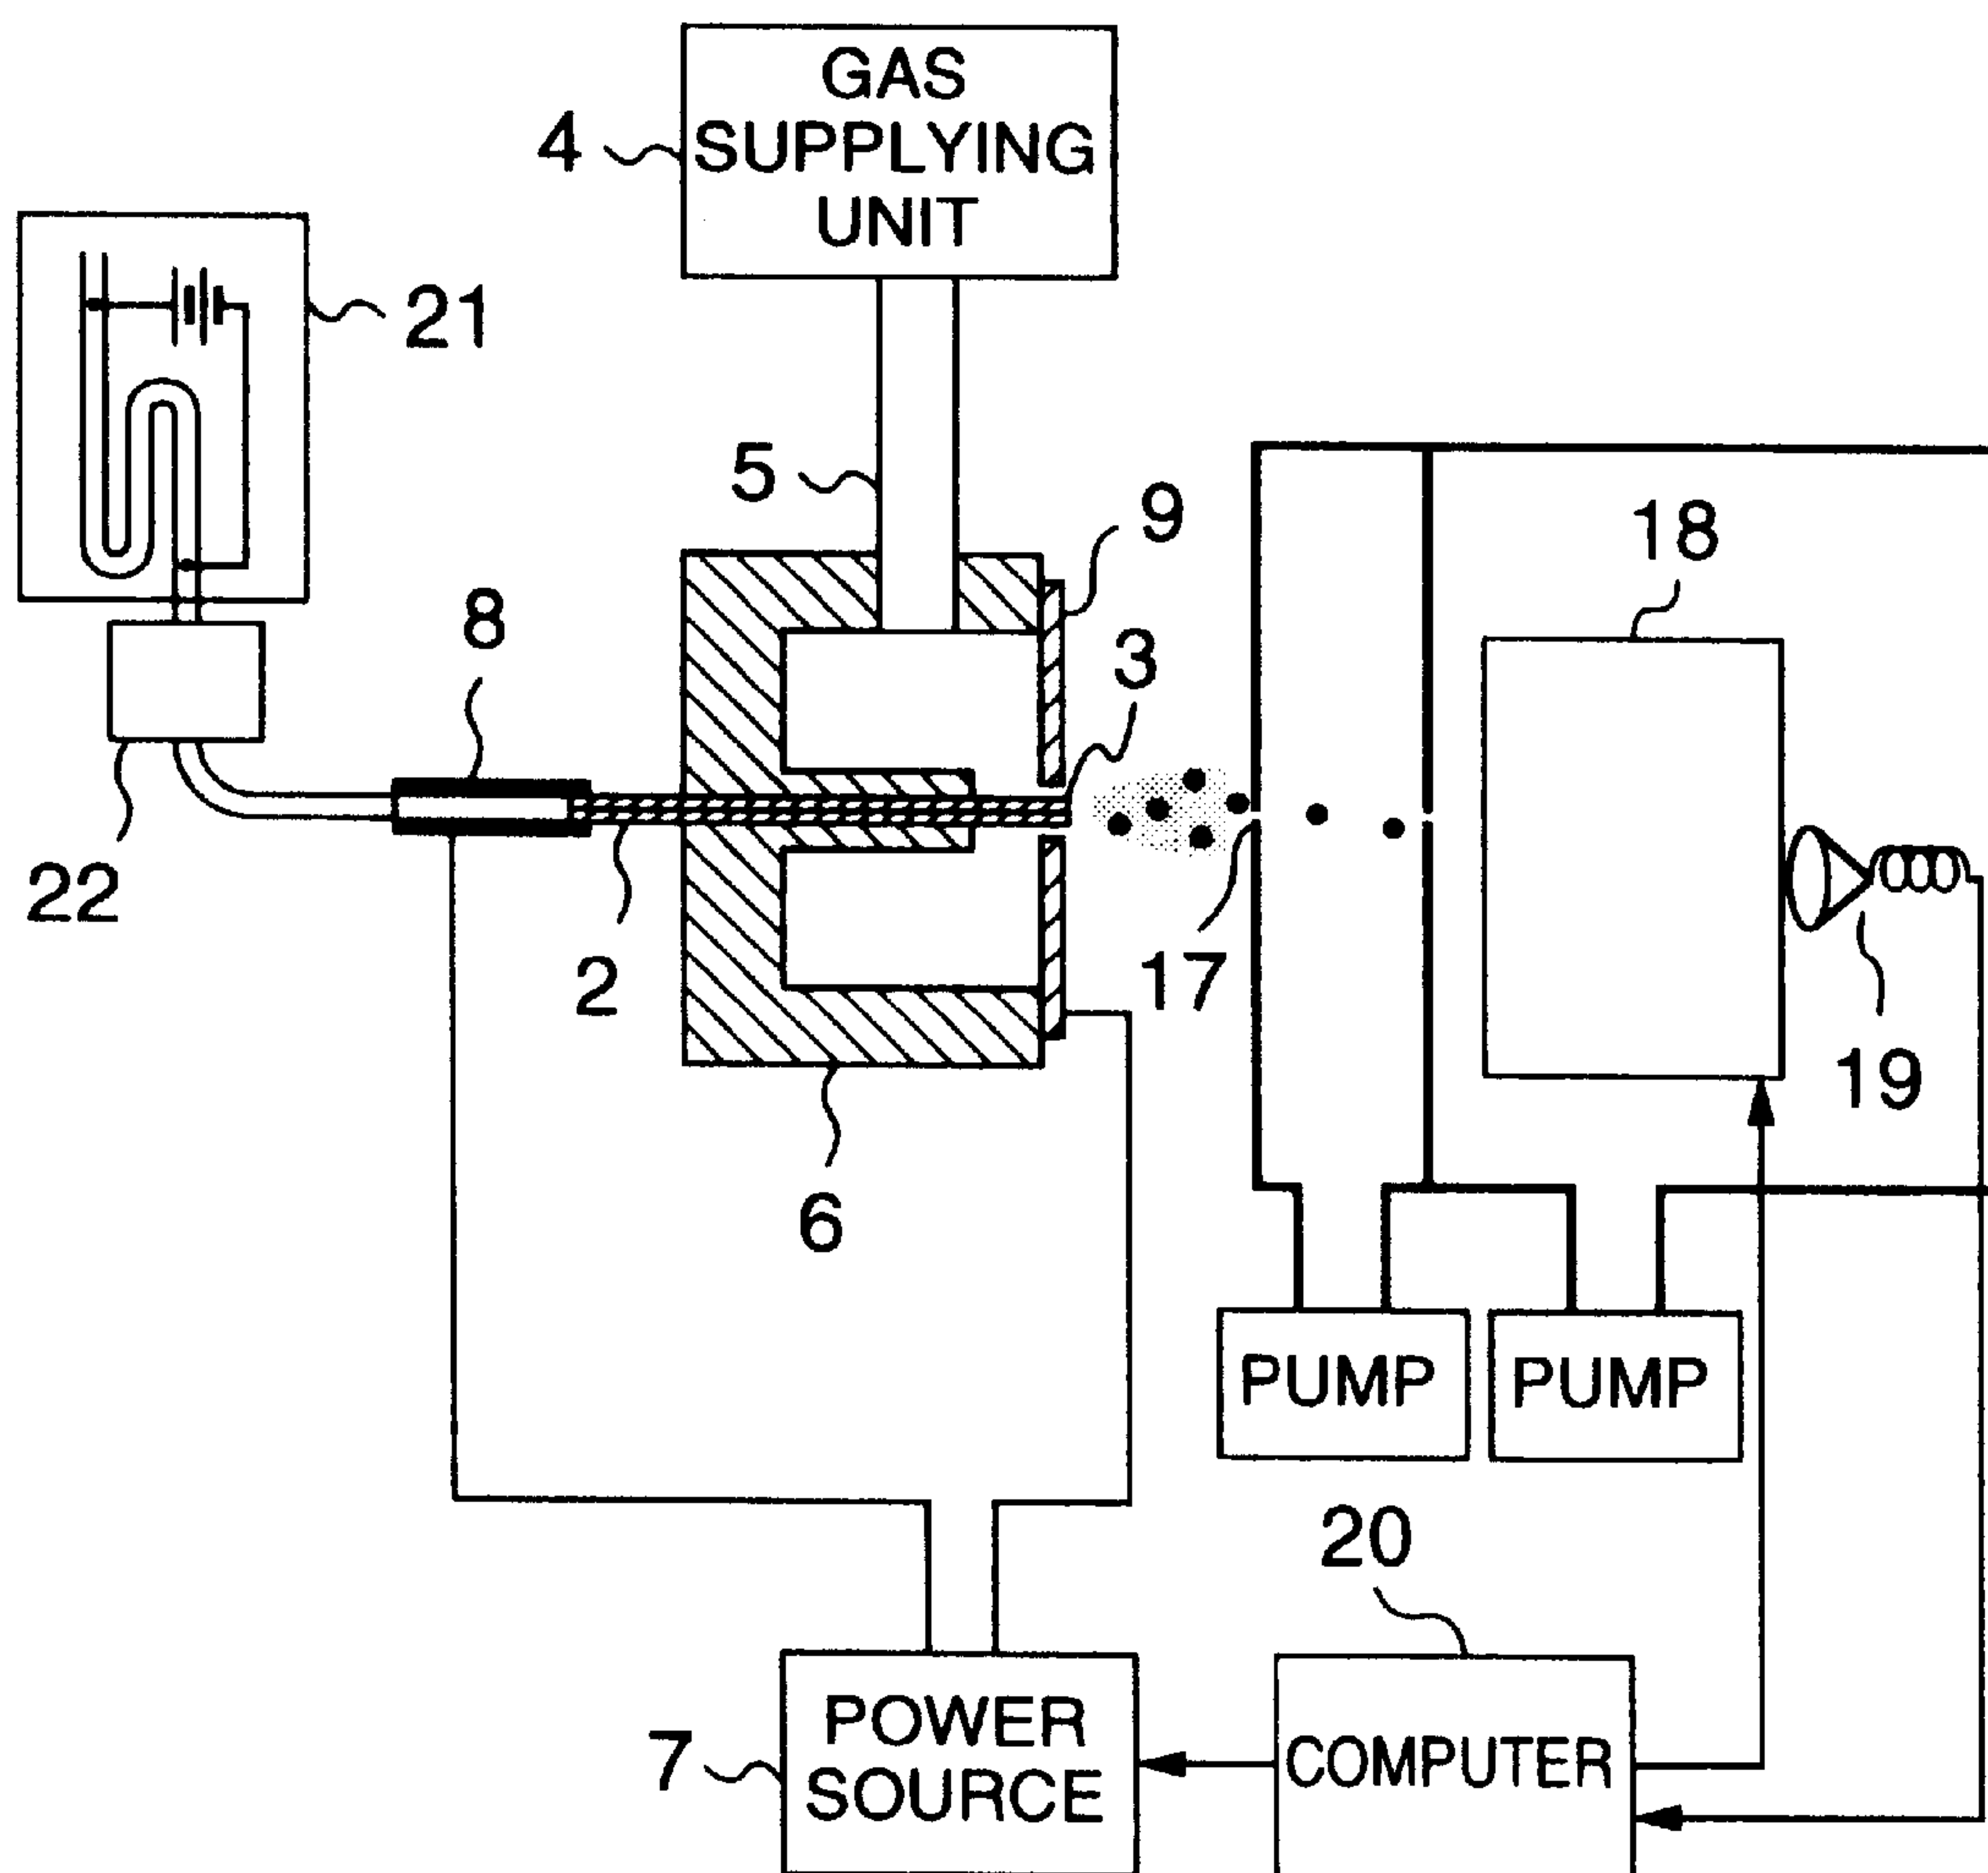 GAS
SUPPLYING
UNIT
4
21
5
9
18
8
3
22
2
17
19
6
PUMP
PUMP
20
POWER
SOURCE
7
COMPUTER